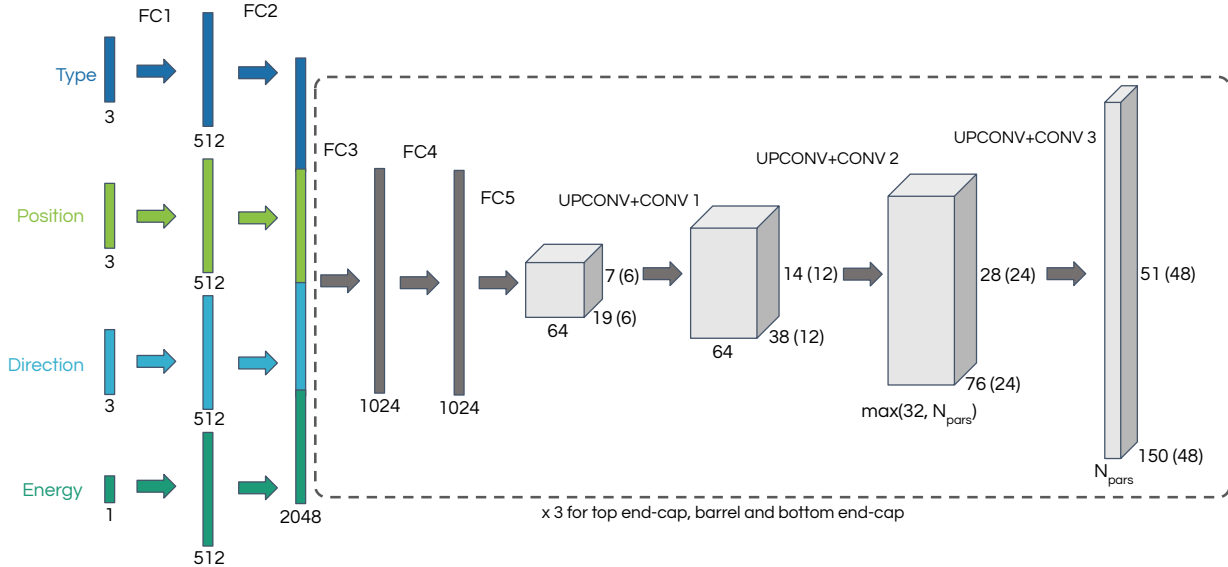 FC1
FC2
Type
3
512
Position
3
512
Direction
3
512
Energy
1
512
2048
FC3
FC4
FC5
1024
1024
UPCONV+CONV 1
7 (6)
19 (6)
64
UPCONV+CONV 2
14 (12)
38 (12)
64
UPCONV+CONV 3
28 (24)
76 (24)
max(32, N_pars)
51 (48)
150 (48)
N_pars
x 3 for top end-cap, barrel and bottom end-cap